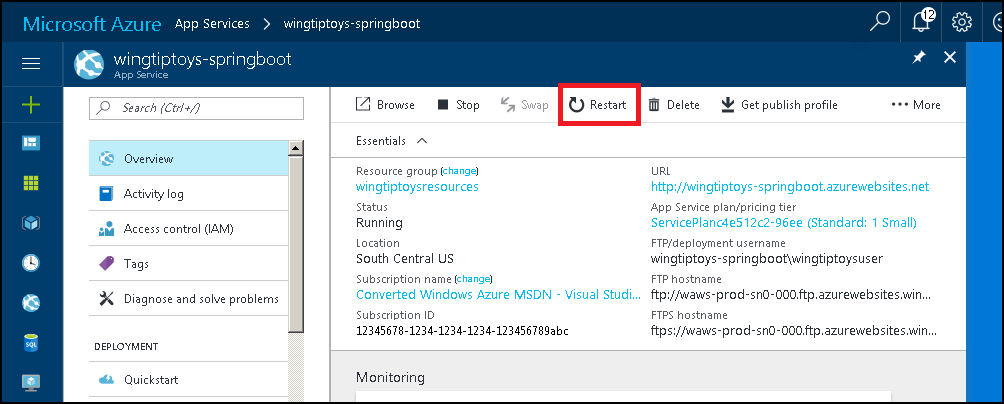 Microsoft Azure App Services > wingtiptoys-springboot 12
wingtiptoys-springboot
App Service
Search (Ctrl+/)
Browse Stop Swap Restart Delete Get publish profile ••• More
Essentials
Overview
Activity log
Access control (IAM)
Tags
Diagnose and solve problems
DEPLOYMENT
Quickstart
SQL
Resource group (change)
wingtiptoysresources
Status
Running
Location
South Central US
Subscription name (change)
Converted Windows Azure MSDN - Visual Studi...
Subscription ID
12345678-1234-1234-1234-123456789abc
URL
http://wingtiptoys-springboot.azurewebsites.net
App Service plan/pricing tier
ServicePlanc4e512c2-96ee (Standard: 1 Small)
FTP/deployment username
wingtiptoys-springboot\wingtiptoysuser
FTP hostname
ftp://waws-prod-sn0-000.ftp.azurewebsites.win...
FTPS hostname
ftps://waws-prod-sn0-000.ftp.azurewebsites.win...
Monitoring